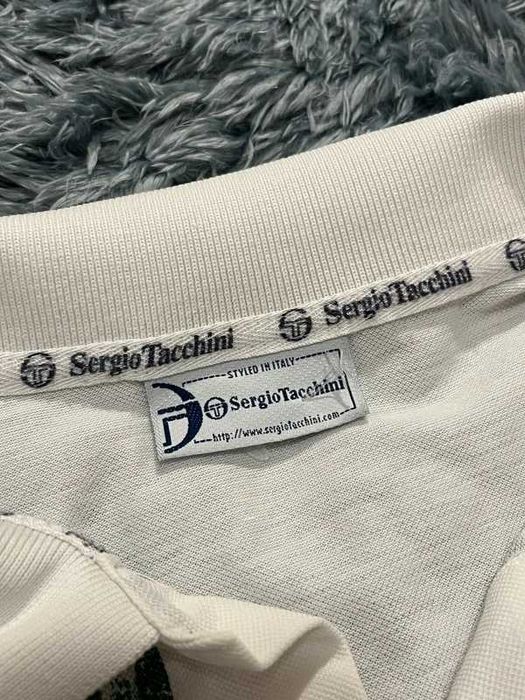 SergioTacchini SergioTacchini
STYLED IN ITALY
SergioTacchini
http://www.sergiotacchini.com